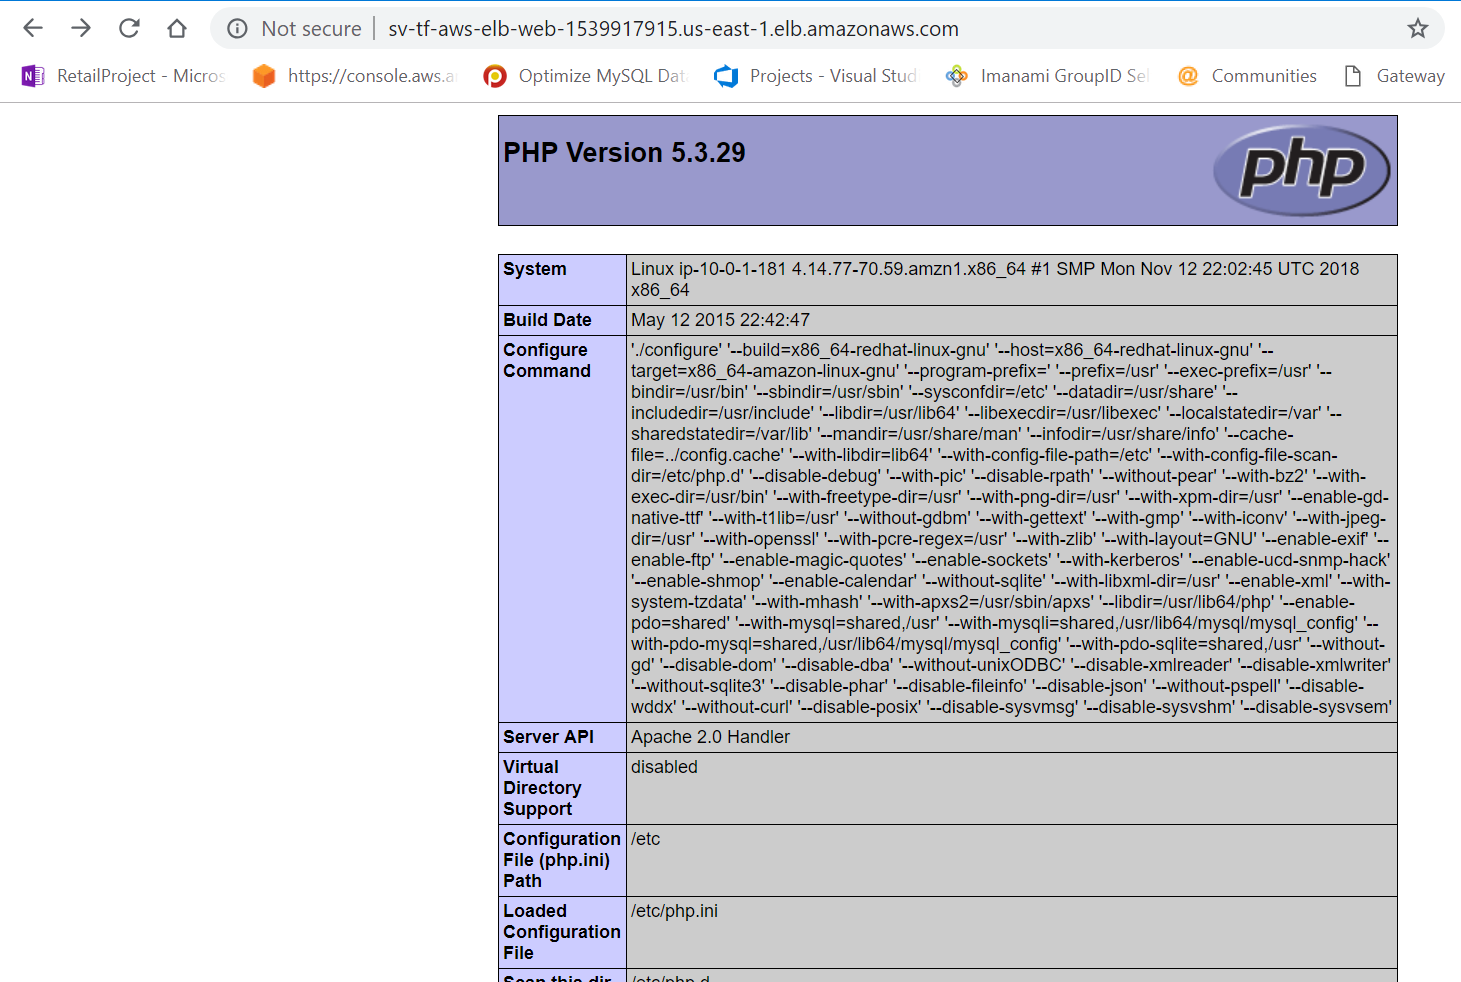 Not secure | sv-tf-aws-elb-web-1539917915.us-east-1.elb.amazonaws.com
RetailProject - Micros https://console.aws.a Optimize MySQL Dat Projects - Visual Stud Imanami GroupID Sel Communities Gateway
PHP Version 5.3.29
php
System Linux ip-10-0-1-181 4.14.77-70.59.amzn1.x86_64 #1 SMP Mon Nov 12 22:02:45 UTC 2018
x86_64
Build Date May 12 2015 22:42:47
Configure './configure' '--build=x86_64-redhat-linux-gnu' '--host=x86_64-redhat-linux-gnu' '--
Command target=x86_64-amazon-linux-gnu' '--program-prefix=' '--prefix=/usr' '--exec-prefix=/usr' '--
bindir=/usr/bin' '--sbindir=/usr/sbin' '--sysconfdir=/etc' '--datadir=/usr/share' '--
includedir=/usr/include' '--libdir=/usr/lib64' '--libexecdir=/usr/libexec' '--localstatedir=/var' '--
sharedstatedir=/var/lib' '--mandir=/usr/share/man' '--infodir=/usr/share/info' '--cache-
file=../config.cache' '--with-libdir=lib64' '--with-config-file-path=/etc' '--with-config-file-scan-
dir=/etc/php.d' '--disable-debug' '--with-pic' '--disable-rpath' '--without-pear' '--with-bz2' '--with-
exec-dir=/usr/bin' '--with-freetype-dir=/usr' '--with-png-dir=/usr' '--with-xpm-dir=/usr' '--enable-gd-
native-ttf' '--with-t1lib=/usr' '--without-gdbm' '--with-gettext' '--with-gmp' '--with-iconv' '--with-jpeg-
dir=/usr' '--with-openssl' '--with-pcre-regex=/usr' '--with-zlib' '--with-layout=GNU' '--enable-exif' '--
enable-ftp' '--enable-magic-quotes' '--enable-sockets' '--with-kerberos' '--enable-ucd-snmp-hack'
'--enable-shmop' '--enable-calendar' '--without-sqlite' '--with-libxml-dir=/usr' '--enable-xml' '--with-
system-tzdata' '--with-mhash' '--with-apxs2=/usr/sbin/apxs' '--libdir=/usr/lib64/php' '--enable-
pdo=shared' '--with-mysql=shared,/usr' '--with-mysqli=shared,/usr/lib64/mysql/mysql_config' '--
with-pdo-mysql=shared,/usr/lib64/mysql/mysql_config' '--with-pdo-sqlite=shared,/usr' '--without-
gd' '--disable-dom' '--disable-dba' '--without-unixODBC' '--disable-xmlreader' '--disable-xmlwriter'
'--without-sqlite3' '--disable-phar' '--disable-fileinfo' '--disable-json' '--without-pspell' '--disable-
wddx' '--without-curl' '--disable-posix' '--disable-sysvmsg' '--disable-sysvshm' '--disable-sysvsem'
Server API Apache 2.0 Handler
Virtual disabled
Directory
Support
Configuration /etc
File (php.ini)
Path
Loaded /etc/php.ini
Configuration
File
Scan this dir /etc/php.d